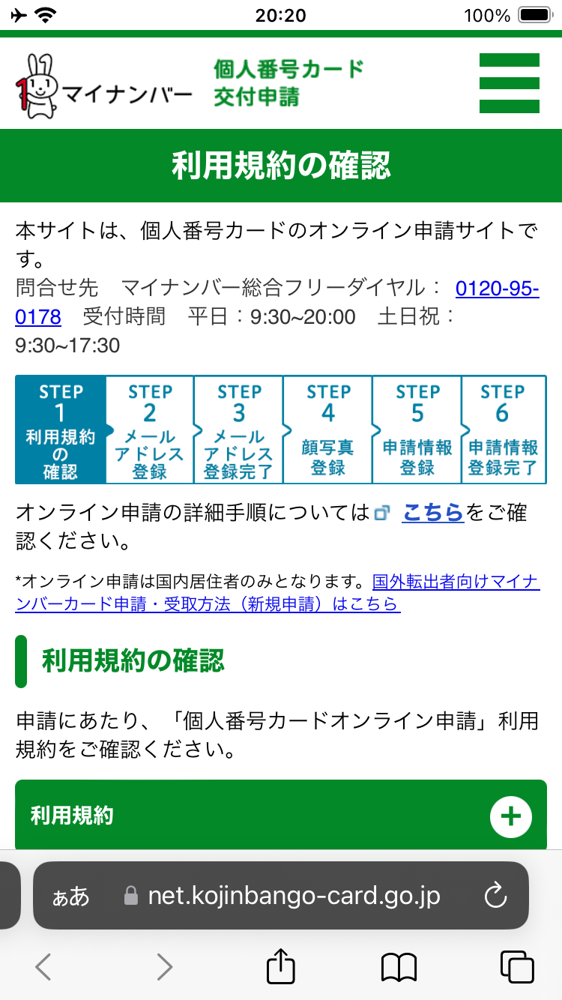 20:20
100%
1
マイナンバー
個人番号カード
交付申請
利用規約の確認
本サイトは、個人番号カードのオンライン申請サイトで
す。
問合せ先　マイナンバー総合フリーダイヤル： 0120-95-
0178　受付時間　平日：9:30~20:00　土日祝：
9:30~17:30
STEP
1
利用規約
の
確認
STEP
2
メール
アドレス
登録
STEP
3
メール
アドレス
登録完了
STEP
4
顔写真
登録
STEP
5
申請情報
登録
STEP
6
申請情報
登録完了
オンライン申請の詳細手順については こちらをご確
認ください。
*オンライン申請は国内居住者のみとなります。国外転出者向けマイナ
ンバーカード申請・受取方法（新規申請）はこちら
利用規約の確認
申請にあたり、「個人番号カードオンライン申請」利用
規約をご確認ください。
利用規約
ぁあ net.kojinbango-card.go.jp